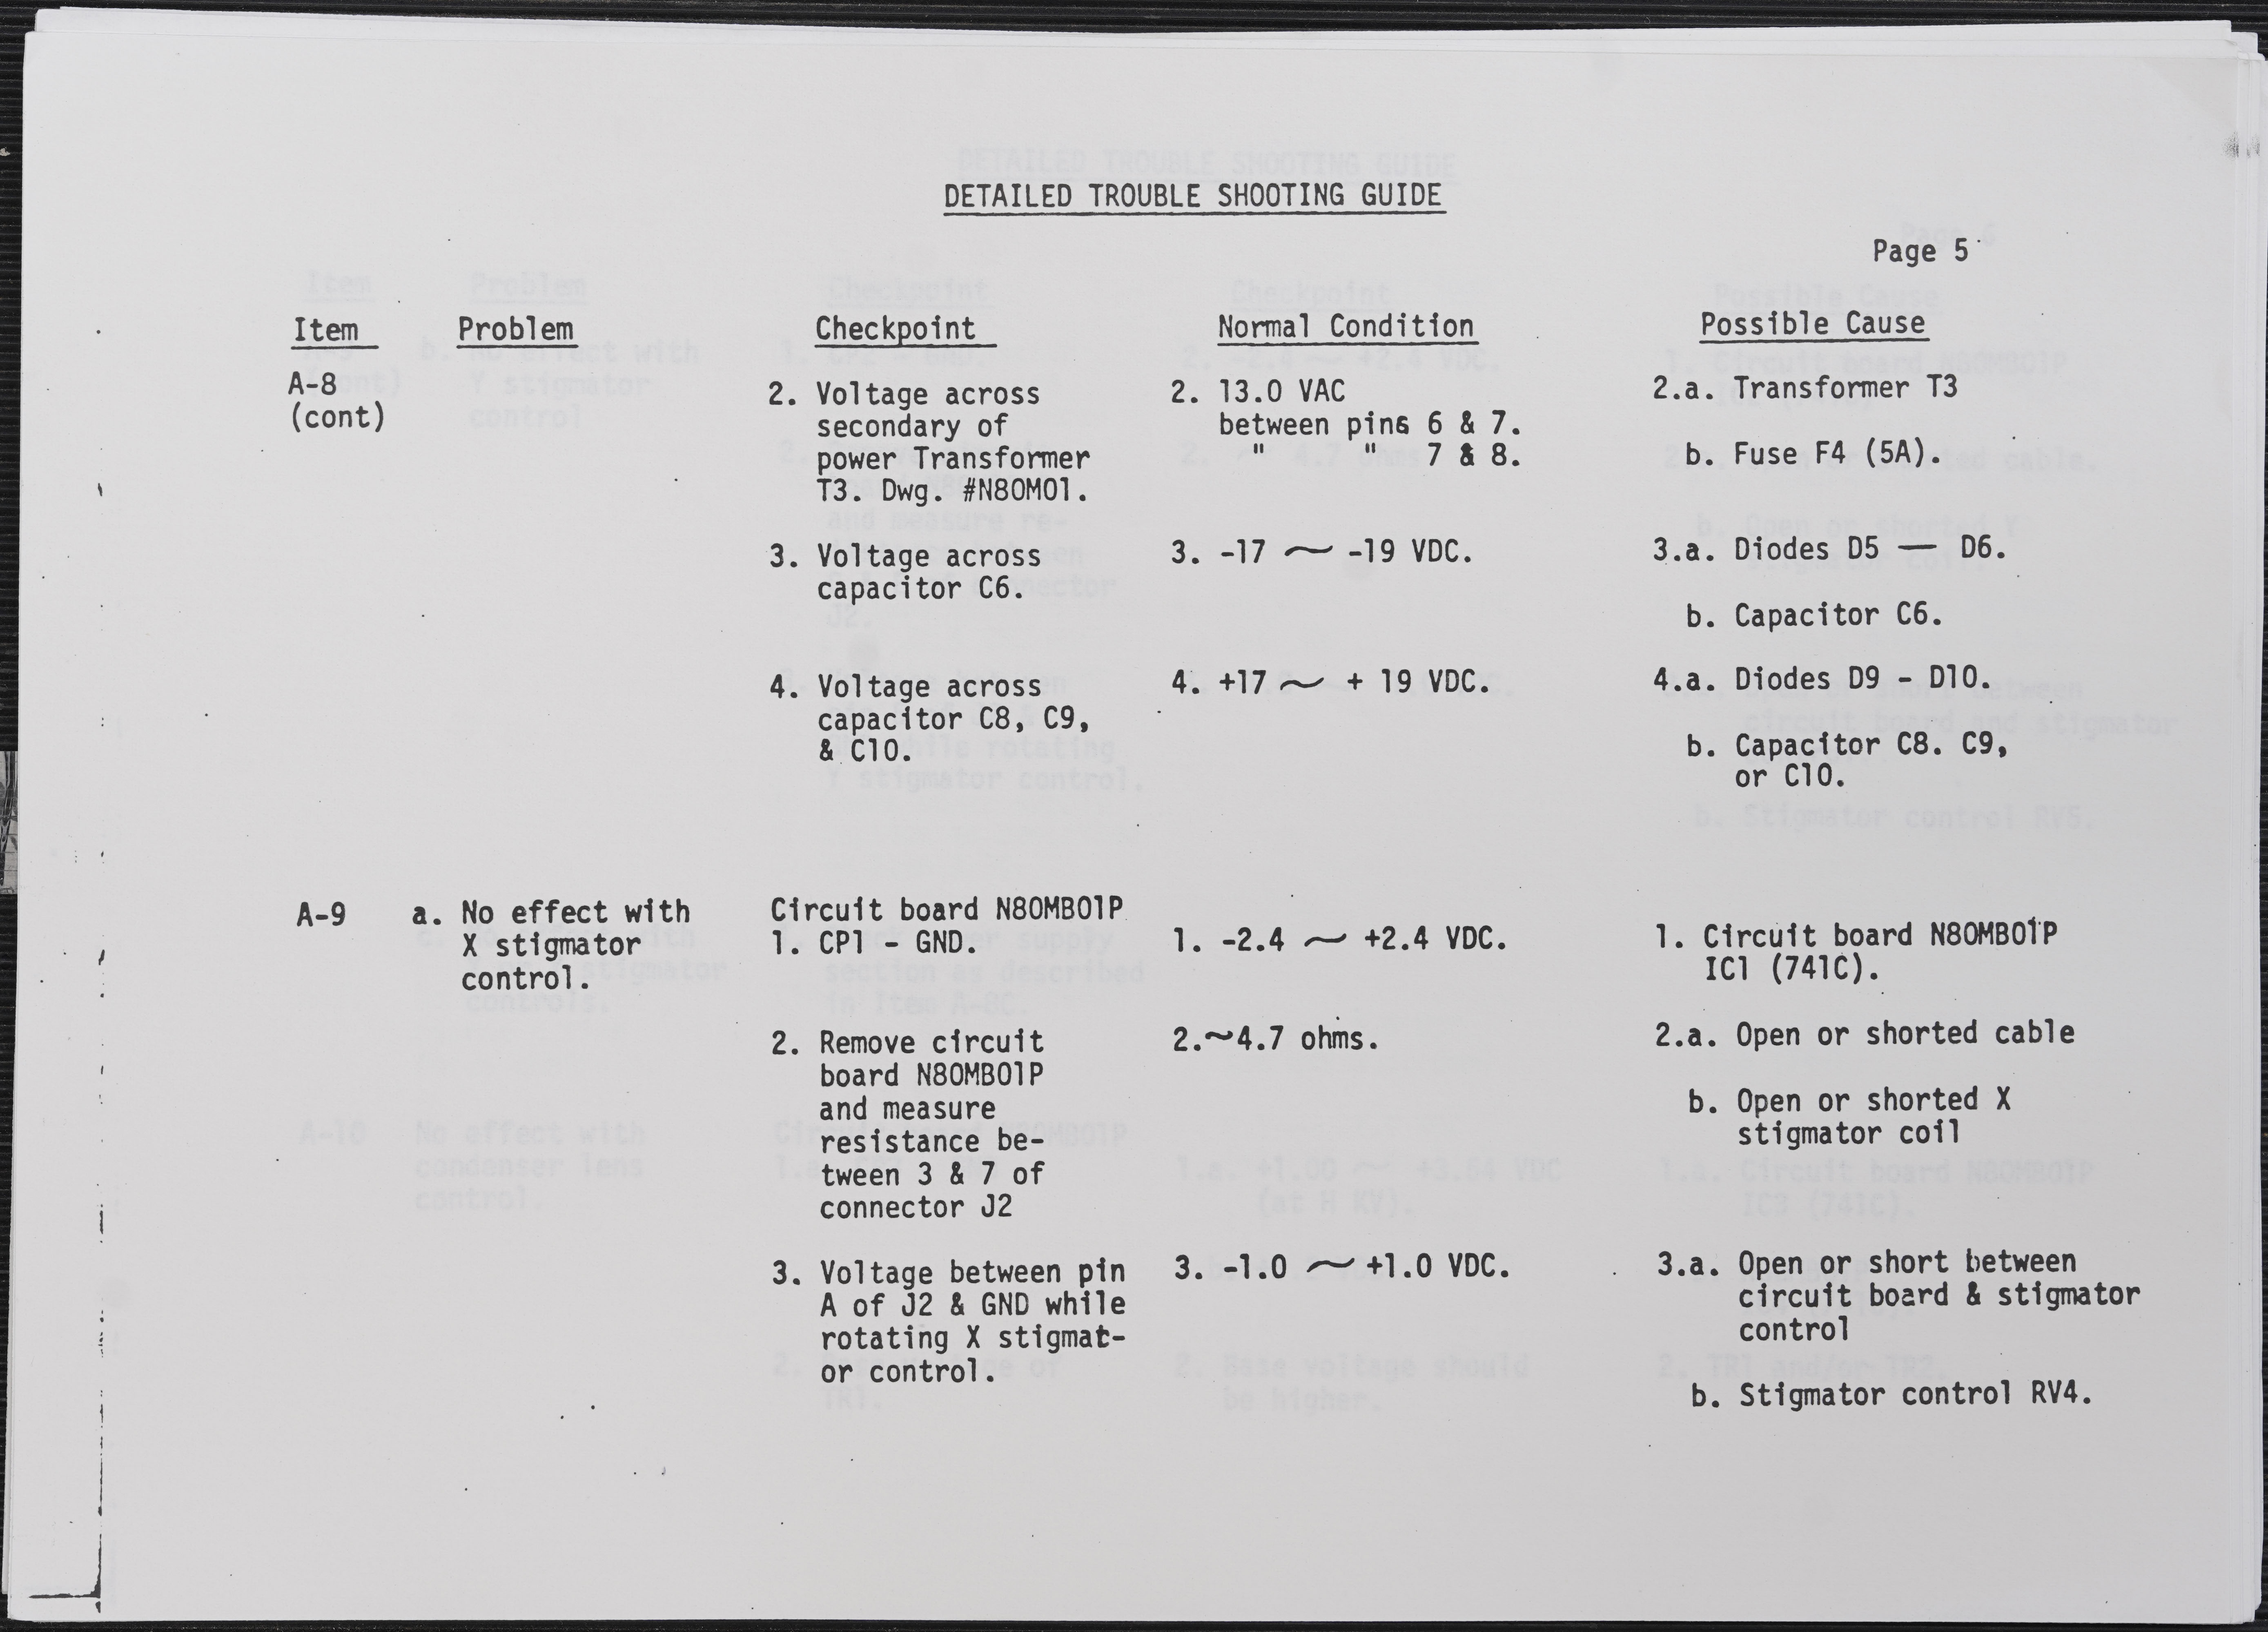 DETAILED TROUBLE SHOOTING GUIDE
Page 5
Item Problem Checkpoint Normal Condition Possible Cause
A-8
(cont)
2. Voltage across
secondary of
power Transformer
T3. Dwg. #N80M01.
2. 13.0 VAC
between pins 6 & 7.
" " 7 & 8.
2.a. Transformer T3
b. Fuse F4 (5A).
3. Voltage across
capacitor C6.
3. -17 ~ -19 VDC.
3.a. Diodes D5 — D6.
b. Capacitor C6.
4. Voltage across
capacitor C8, C9,
& C10.
4. +17 ~ + 19 VDC.
4.a. Diodes D9 - D10.
b. Capacitor C8. C9,
or C10.
A-9
a. No effect with
X stigmator
control.
Circuit board N80MB01P
1. CP1 - GND.
1. -2.4 ~ +2.4 VDC.
1. Circuit board N80MB01P
IC1 (741C).
2. Remove circuit
board N80MB01P
and measure
resistance be-
tween 3 & 7 of
connector J2
2.~4.7 ohms.
2.a. Open or shorted cable
b. Open or shorted X
stigmator coil
3. Voltage between pin
A of J2 & GND while
rotating X stigmat-
or control.
3. -1.0 ~ +1.0 VDC.
3.a. Open or short between
circuit board & stigmator
control
b. Stigmator control RV4.